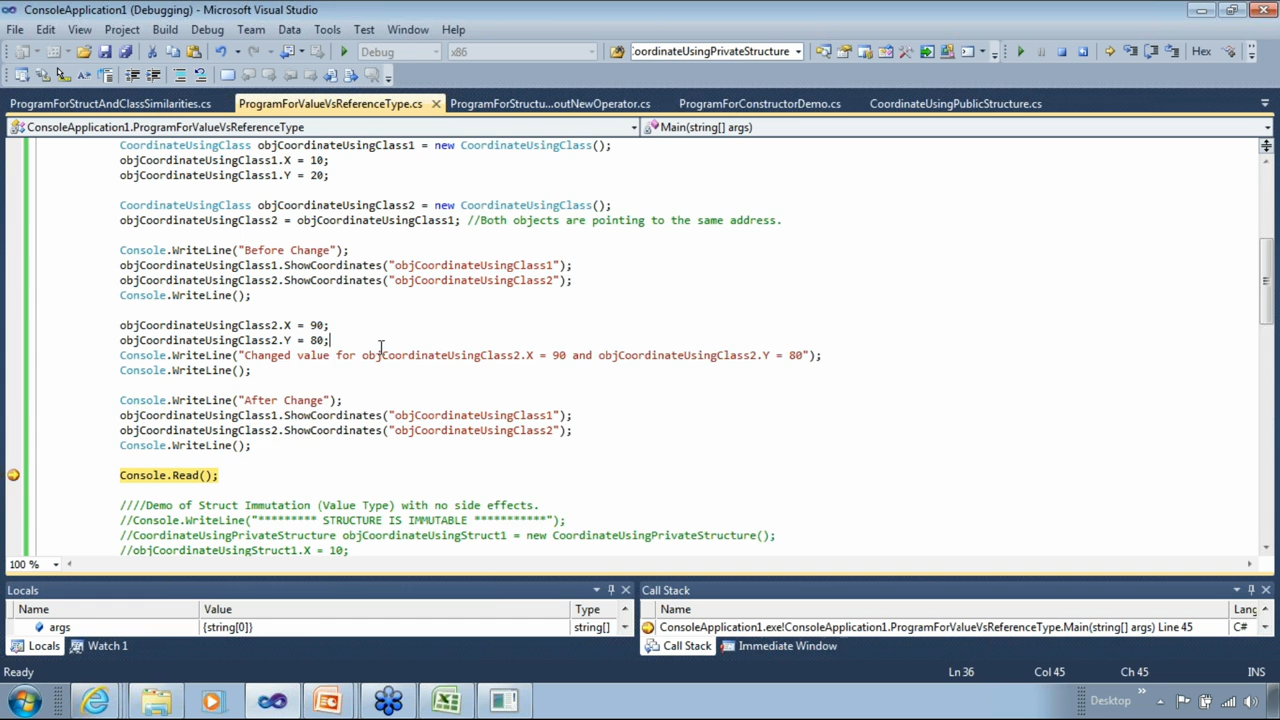 ConsoleApplication1 (Debugging) - Microsoft Visual Studio
File Edit View Project Build Debug Team Data Tools Test Window Help
Debug x86 oordinateUsingPrivateStructure Hex
ProgramForStructAndClassSimilarities.cs ProgramForValueVsReferenceType.cs ProgramForStructu...outNewOperator.cs ProgramForConstructorDemo.cs CoordinateUsingPublicStructure.cs
ConsoleApplication1.ProgramForValueVsReferenceType Main(string[] args)
CoordinateUsingClass objCoordinateUsingClass1 = new CoordinateUsingClass();
objCoordinateUsingClass1.X = 10;
objCoordinateUsingClass1.Y = 20;
CoordinateUsingClass objCoordinateUsingClass2 = new CoordinateUsingClass();
objCoordinateUsingClass2 = objCoordinateUsingClass1; //Both objects are pointing to the same address.
Console.WriteLine("Before Change");
objCoordinateUsingClass1.ShowCoordinates("objCoordinateUsingClass1");
objCoordinateUsingClass2.ShowCoordinates("objCoordinateUsingClass2");
Console.WriteLine();
objCoordinateUsingClass2.X = 90;
objCoordinateUsingClass2.Y = 80;
Console.WriteLine("Changed value for objCoordinateUsingClass2.X = 90 and objCoordinateUsingClass2.Y = 80");
Console.WriteLine();
Console.WriteLine("After Change");
objCoordinateUsingClass1.ShowCoordinates("objCoordinateUsingClass1");
objCoordinateUsingClass2.ShowCoordinates("objCoordinateUsingClass2");
Console.WriteLine();
Console.Read();
////Demo of Struct Immutation (Value Type) with no side effects.
//Console.WriteLine("********* STRUCTURE IS IMMUTABLE ***********");
//CoordinateUsingPrivateStructure objCoordinateUsingStruct1 = new CoordinateUsingPrivateStructure();
//objCoordinateUsingStruct1.X = 10;
100 %
Locals Call Stack
Name Value Type Name Lang
args {string[0]} string[] ConsoleApplication1.exe!ConsoleApplication1.ProgramForValueVsReferenceType.Main(string[] args) Line 45 C#
Locals Watch 1 Call Stack Immediate Window
Ready Ln 36 Col 45 Ch 45 INS
Desktop